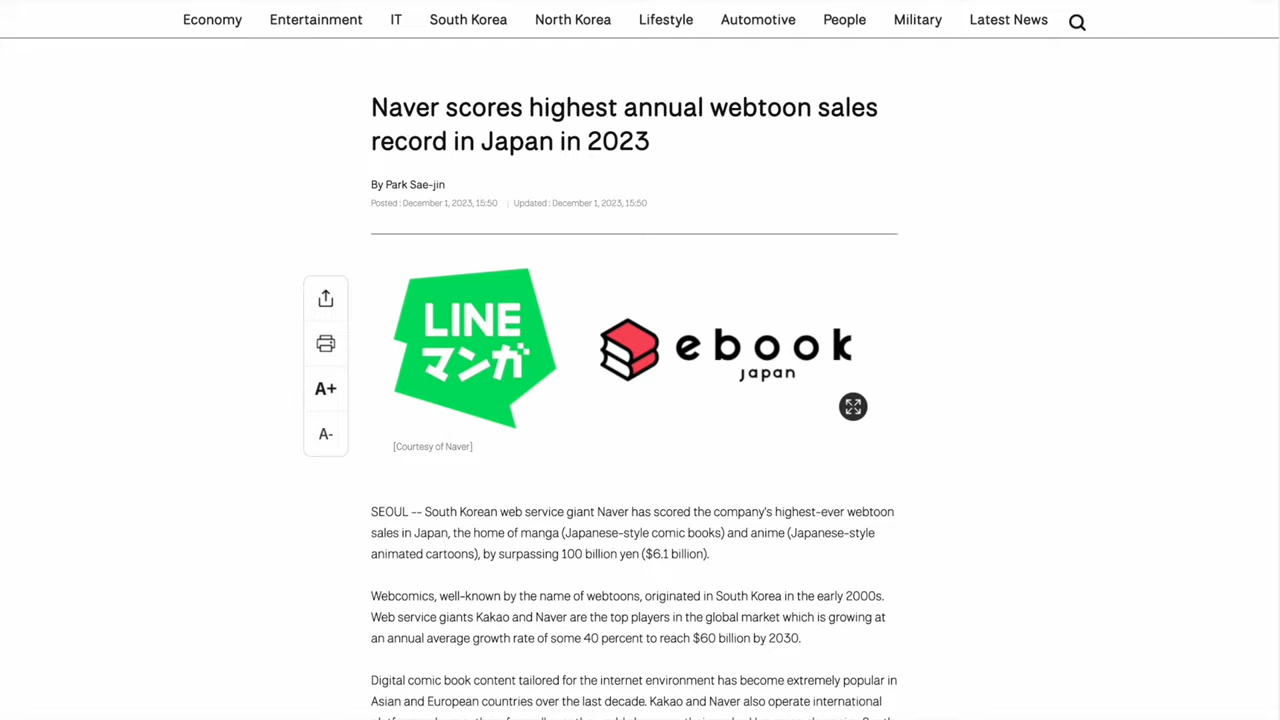 Economy Entertainment IT South Korea North Korea Lifestyle Automotive People Military Latest News
Naver scores highest annual webtoon sales
record in Japan in 2023
By Park Sae-jin
Posted : December 1, 2023, 15:50 | Updated : December 1, 2023, 15:50
LINE
マンガ
ebook
japan
A+
A-
[Courtesy of Naver]
SEOUL -- South Korean web service giant Naver has scored the company's highest-ever webtoon
sales in Japan, the home of manga (Japanese-style comic books) and anime (Japanese-style
animated cartoons), by surpassing 100 billion yen ($6.1 billion).
Webcomics, well-known by the name of webtoons, originated in South Korea in the early 2000s.
Web service giants Kakao and Naver are the top players in the global market which is growing at
an annual average growth rate of some 40 percent to reach $60 billion by 2030.
Digital comic book content tailored for the internet environment has become extremely popular in
Asian and European countries over the last decade. Kakao and Naver also operate international